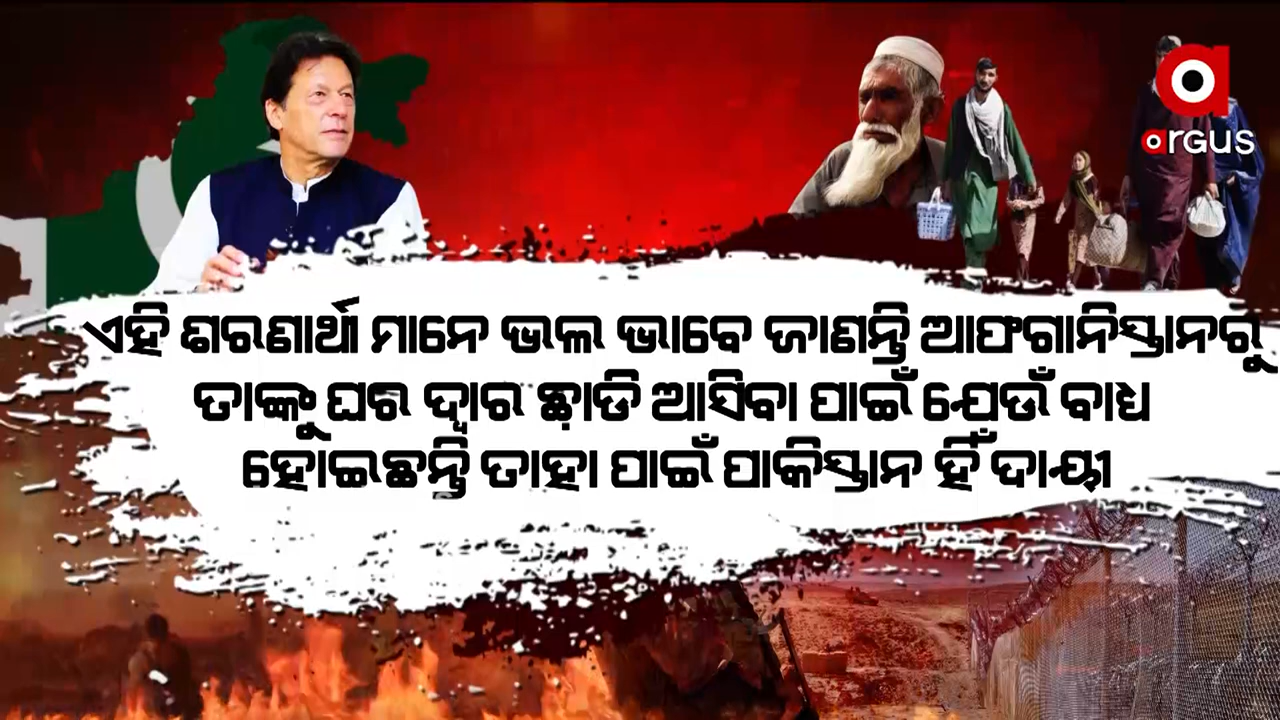 argus
ଏହି ଶରଣାର୍ଥୀ ମାନେ ଭଲ ଭାବେ ଜାଣନ୍ତି ଆଫଗାନିସ୍ତାନରୁ
ତାଙ୍କୁ ଘର ଦ୍ୱାର ଛାଡି ଆସିବା ପାଇଁ ଯେଉଁ ବାଧ
ହୋଇଛନ୍ତି ତାହା ପାଇଁ ପାକିସ୍ତାନ ହିଁ ଦାୟୀ